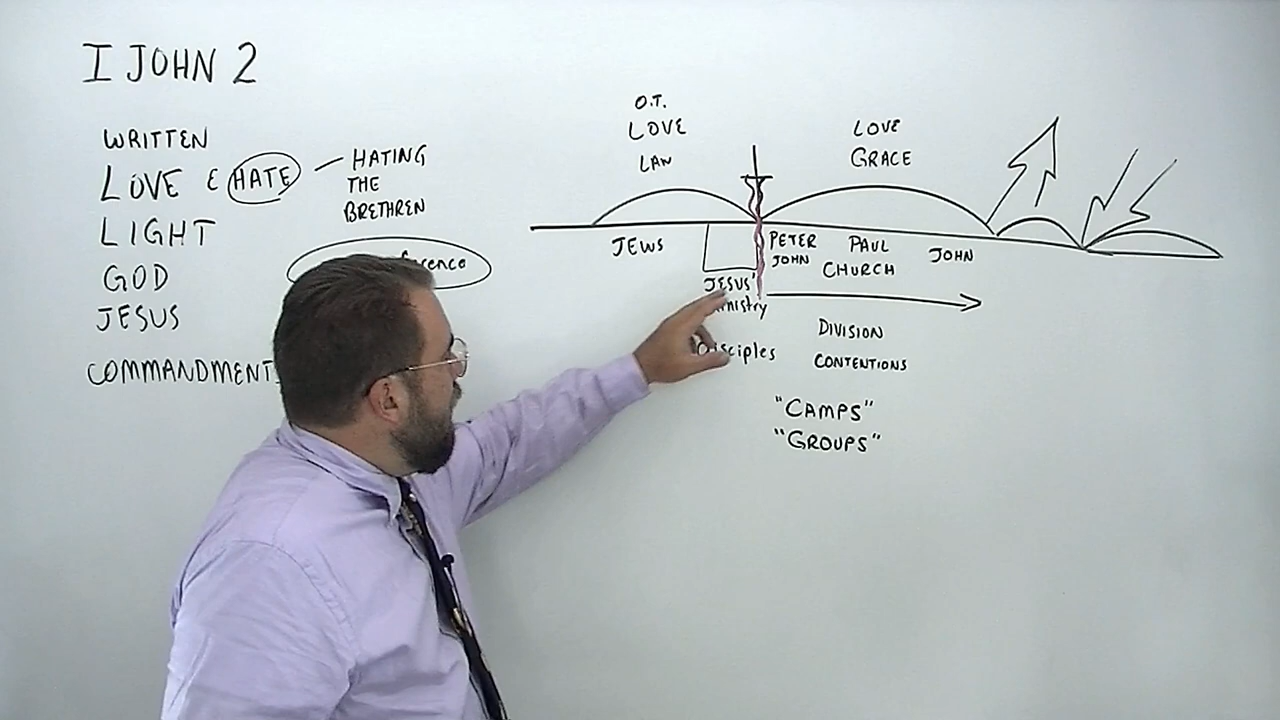 I JOHN 2
WRITTEN
LOVE & HATE
HATING
THE
BRETHREN
LIGHT
GOD
JESUS
COMMANDMENT
O.T.
LOVE
LAW
LOVE
GRACE
JEWS
JESUS'
PETER
JOHN
PAUL
CHURCH
JOHN
DIVISION
CONTENTIONS
"CAMPS"
"GROUPS"